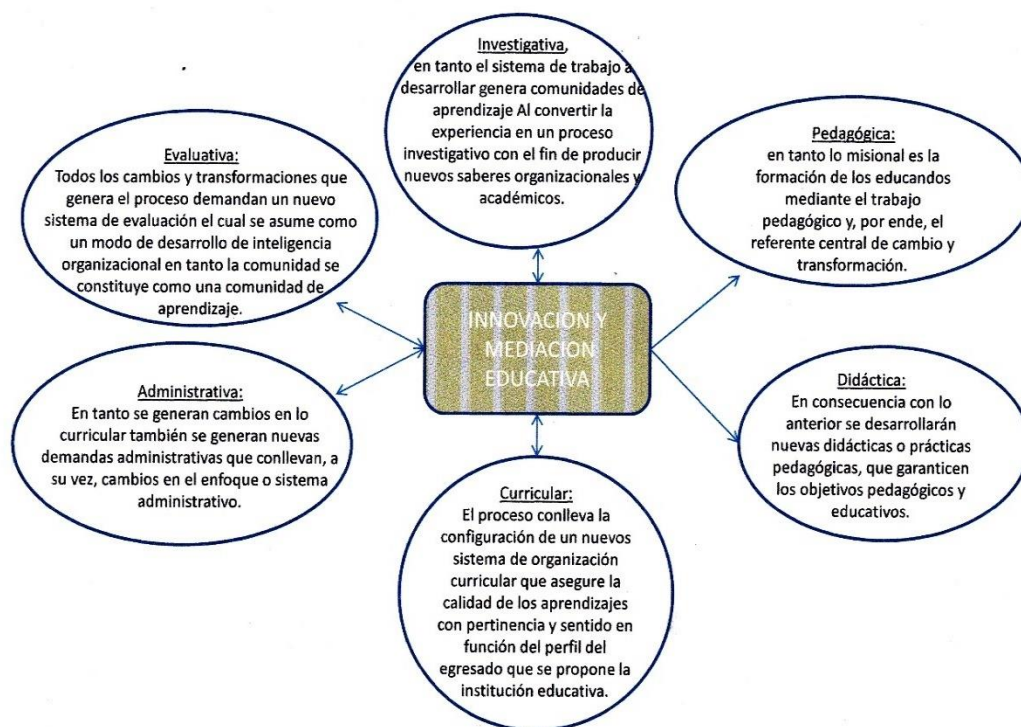 Investigativa,
en tanto el sistema de trabajo a
desarrollar genera comunidades de
aprendizaje Al convertir la
experiencia en un proceso
investigativo con el fin de producir
nuevos saberes organizacionales y
académicos.
Evaluativa:
Todos los cambios y transformaciones que
genera el proceso demandan un nuevo
sistema de evaluación el cual se asume como
un modo de desarrollo de inteligencia
organizacional en tanto la comunidad se
constituye como una comunidad de
aprendizaje.
Pedagógica:
en tanto lo misional es la
formación de los educandos
mediante el trabajo
pedagógico y, por ende, el
referente central de cambio y
transformación.
INNOVACION Y
MEDIACION
EDUCATIVA
Administrativa:
En tanto se generan cambios en lo
curricular también se generan nuevas
demandas administrativas que conllevan, a
su vez, cambios en el enfoque o sistema
administrativo.
Didáctica:
En consecuencia con lo
anterior se desarrollarán
nuevas didácticas o prácticas
pedagógicas, que garanticen
los objetivos pedagógicos y
educativos.
Curricular:
El proceso conlleva la
configuración de un nuevos
sistema de organización
curricular que asegure la
calidad de los aprendizajes
con pertinencia y sentido en
función del perfil del
egresado que se propone la
institución educativa.